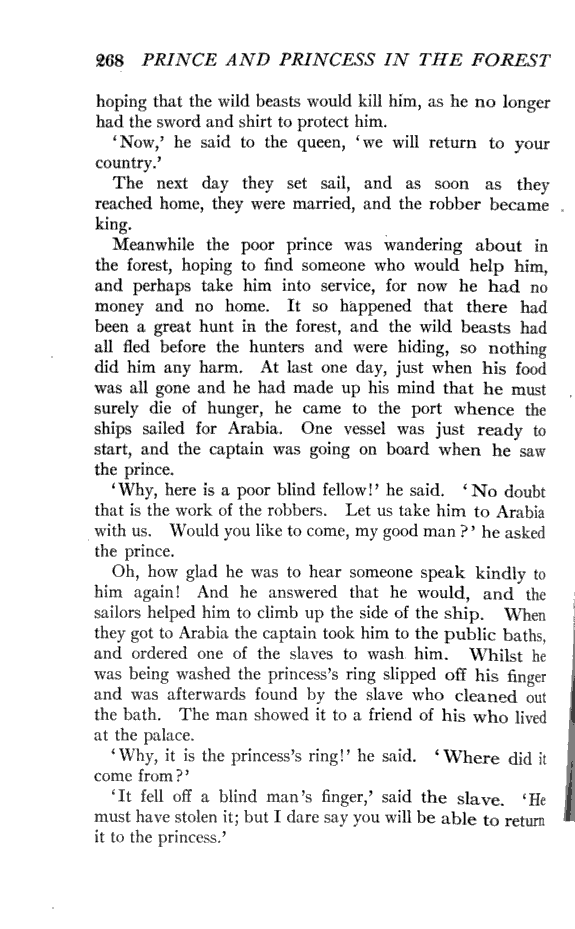 268 PRINCE AND PRINCESS IN THE FOREST
hoping that the wild beasts would kill him, as he no longer
had the sword and shirt to protect him.
'Now,' he said to the queen, 'we will return to your
country.'
The next day they set sail, and as soon as they
reached home, they were married, and the robber became
king.
Meanwhile the poor prince was wandering about in
the forest, hoping to find someone who would help him,
and perhaps take him into service, for now he had no
money and no home. It so happened that there had
been a great hunt in the forest, and the wild beasts had
all fled before the hunters and were hiding, so nothing
did him any harm. At last one day, just when his food
was all gone and he had made up his mind that he must
surely die of hunger, he came to the port whence the
ships sailed for Arabia. One vessel was just ready to
start, and the captain was going on board when he saw
the prince.
'Why, here is a poor blind fellow!' he said. 'No doubt
that is the work of the robbers. Let us take him to Arabia
with us. Would you like to come, my good man?' he asked
the prince.
Oh, how glad he was to hear someone speak kindly to
him again! And he answered that he would, and the
sailors helped him to climb up the side of the ship. When
they got to Arabia the captain took him to the public baths,
and ordered one of the slaves to wash him. Whilst he
was being washed the princess's ring slipped off his finger
and was afterwards found by the slave who cleaned out
the bath. The man showed it to a friend of his who lived
at the palace.
'Why, it is the princess's ring!' he said. 'Where did it
come from?'
'It fell off a blind man's finger,' said the slave. 'He
must have stolen it; but I dare say you will be able to return
it to the princess.'